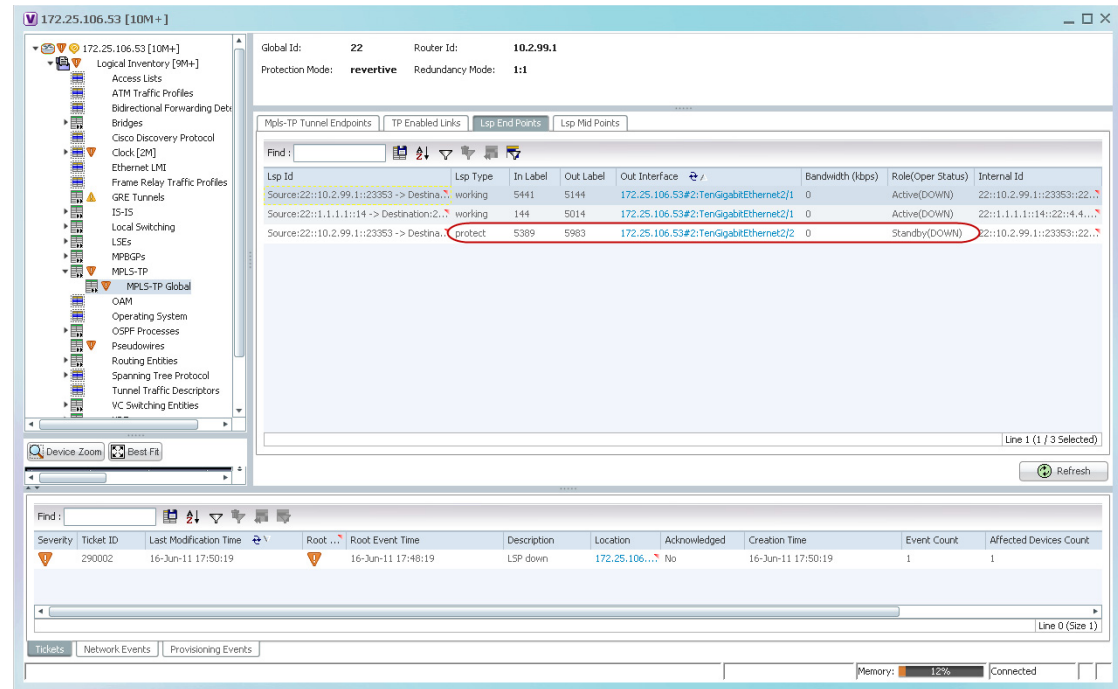 172.25.106.53 [10M+]
172.25.106.53 [10M+]
Logical Inventory [9M+]
Access Lists
ATM Traffic Profiles
Bidirectional Forwarding Dete
Bridges
Cisco Discovery Protocol
Clock [2M]
Ethernet LMI
Frame Relay Traffic Profiles
GRE Tunnels
IS-IS
Local Switching
LSEs
MPBGPs
MPLS-TP
MPLS-TP Global
OAM
Operating System
OSPF Processes
Pseudowires
Routing Entities
Spanning Tree Protocol
Tunnel Traffic Descriptors
VC Switching Entities
Device Zoom Best Fit
Global Id: 22 Router Id: 10.2.99.1
Protection Mode: revertive Redundancy Mode: 1:1
Mpls-TP Tunnel Endpoints TP Enabled Links Lsp End Points Lsp Mid Points
Find :
Lsp Id Lsp Type In Label Out Label Out Interface Bandwidth (kbps) Role(Oper Status) Internal Id
Source:22::10.2.99.1::23353 -> Destina... working 5441 5144 172.25.106.53#2:TenGigabitEthernet2/1 0 Active(DOWN) 22::10.2.99.1::23353::22...
Source:22::1.1.1.1::14 -> Destination:2... working 144 5014 172.25.106.53#2:TenGigabitEthernet2/1 0 Active(DOWN) 22::1.1.1.1::14::22::4.4...
Source:22::10.2.99.1::23353 -> Destina... protect 5389 5983 172.25.106.53#2:TenGigabitEthernet2/2 0 Standby(DOWN) 22::10.2.99.1::23353::22...
Line 1 (1 / 3 Selected)
Refresh
Find :
Severity Ticket ID Last Modification Time Root ... Root Event Time Description Location Acknowledged Creation Time Event Count Affected Devices Count
290002 16-Jun-11 17:50:19 16-Jun-11 17:48:19 LSP down 172.25.106... No 16-Jun-11 17:50:19 1 1
Line 0 (Size 1)
Tickets Network Events Provisioning Events
Memory: 12% Connected